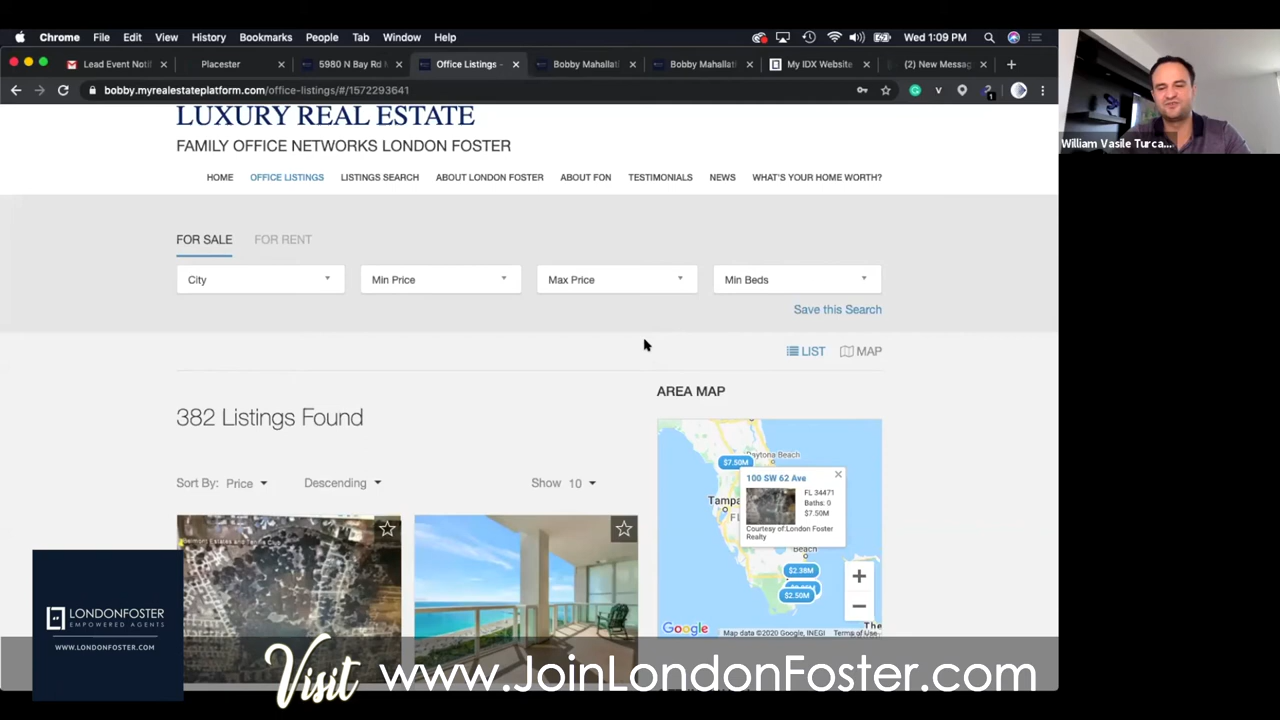 Chrome File Edit View History Bookmarks People Tab Window Help Wed 1:09 PM
Lead Event Noti Placester 5980 N Bay Rd Office Listings - Bobby Mahallati Bobby Mahallati My IDX Website (2) New Messag
bobby.myrealestateplatform.com/office-listings/#/1572293641
LUXURY REAL ESTATE
FAMILY OFFICE NETWORKS LONDON FOSTER
HOME OFFICE LISTINGS LISTINGS SEARCH ABOUT LONDON FOSTER ABOUT FON TESTIMONIALS NEWS WHAT'S YOUR HOME WORTH?
William Vasile Turca...
FOR SALE FOR RENT
City Min Price Max Price Min Beds
Save this Search
LIST MAP
AREA MAP
382 Listings Found
Sort By: Price Descending Show 10
Daytona Beach
$7.50M
100 SW 62 Ave
FL 34471
Baths: 0
$7.50M
Courtesy of London Foster
Realty
Tampa
Beach
$2.38M
$2.50M
Google Map data ©2020 Google, INEGI Terms of Use
LONDONFOSTER
EMPOWERED AGENTS
WWW.LONDONFOSTER.COM
Visit www.JoinLondonFoster.com